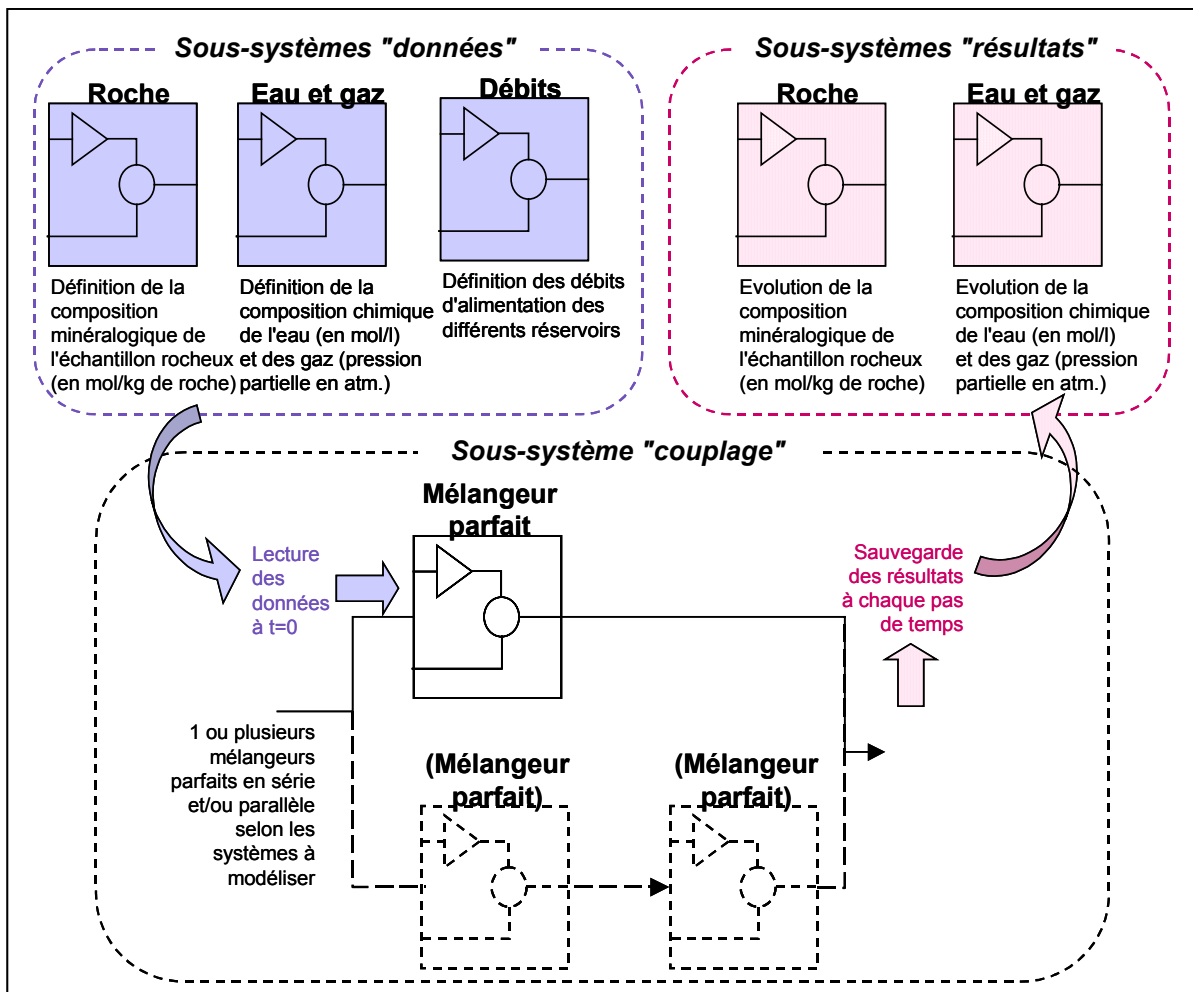 Sous-systèmes "données"
Roche
Eau et gaz
Débits
Définition de la
composition
minéralogique de
l'échantillon rocheux
(en mol/kg de roche)
Définition de la
composition chimique
de l'eau (en mol/l)
et des gaz (pression
partielle en atm.)
Définition des débits
d'alimentation des
différents réservoirs
Sous-systèmes "résultats"
Roche
Eau et gaz
Evolution de la
composition
minéralogique de
l'échantillon rocheux
(en mol/kg de roche)
Evolution de la
composition chimique
de l'eau (en mol/l)
et des gaz (pression
partielle en atm.)
Sous-système "couplage"
Mélangeur
parfait
Lecture
des
données
à t=0
Sauvegarde
des résultats
à chaque pas
de temps
1 ou plusieurs
mélangeurs
parfaits en série
et/ou parallèle
selon les
systèmes à
modéliser
(Mélangeur
parfait)
(Mélangeur
parfait)